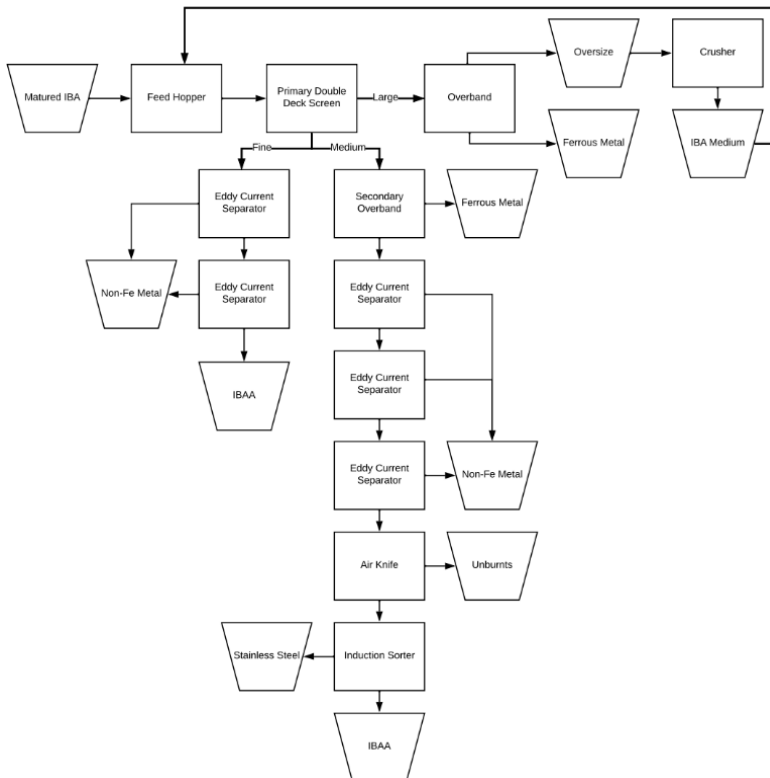 Matured IBA
Feed Hopper
Primary Double
Deck Screen
Large
Overband
Oversize
Crusher
Ferrous Metal
IBA Medium
Fine
Medium
Eddy Current
Separator
Secondary
Overband
Ferrous Metal
Non-Fe Metal
Eddy Current
Separator
Eddy Current
Separator
IBAA
Eddy Current
Separator
Eddy Current
Separator
Non-Fe Metal
Air Knife
Unburnts
Stainless Steel
Induction Sorter
IBAA